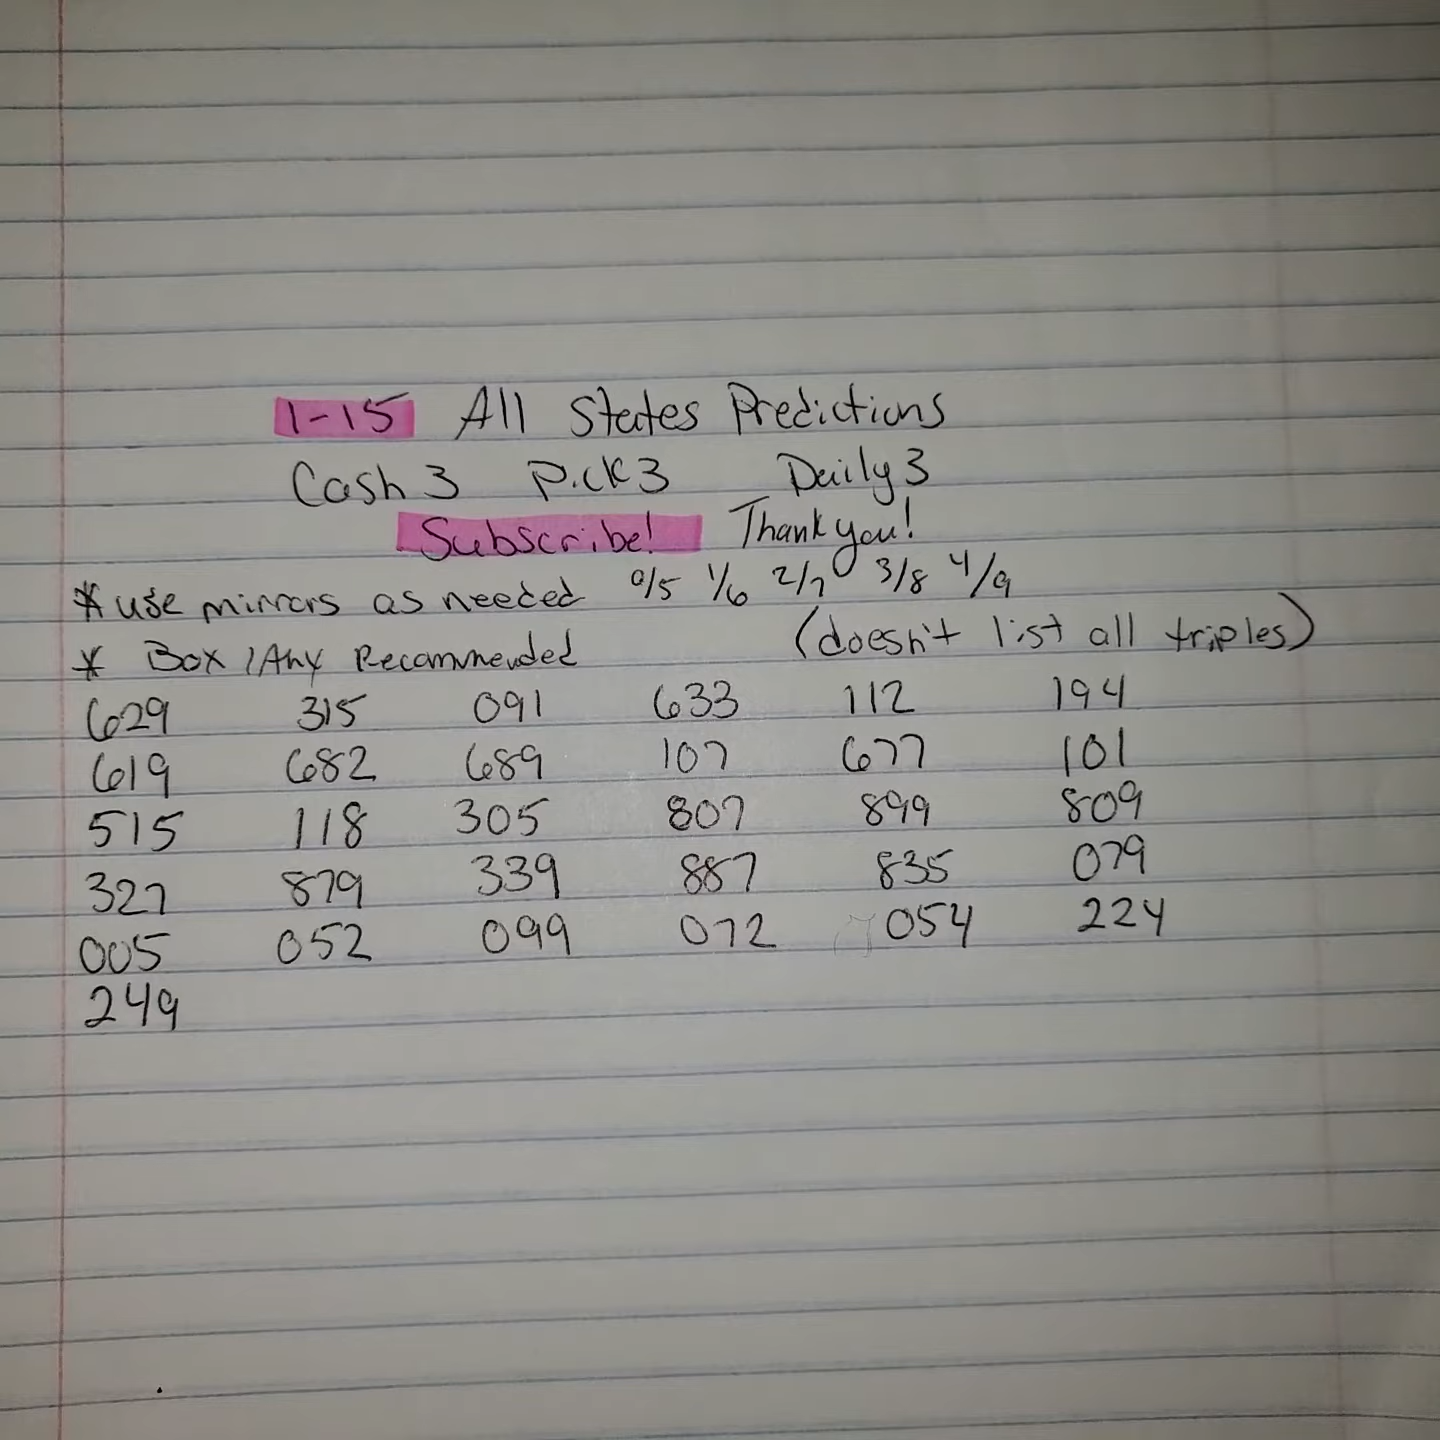 1-15 All States Predictions
Cash 3 Pick 3 Daily 3
Subscribe! Thank you!
* use mirrors as needed 0/5 1/6 2/7 3/8 4/9
* Box / Any Recommended (doesn't list all triples)
629 315 091 633 112 194
619 682 689 107 677 101
515 118 305 807 899 809
327 879 339 887 835 079
005 052 099 072 054 224
249